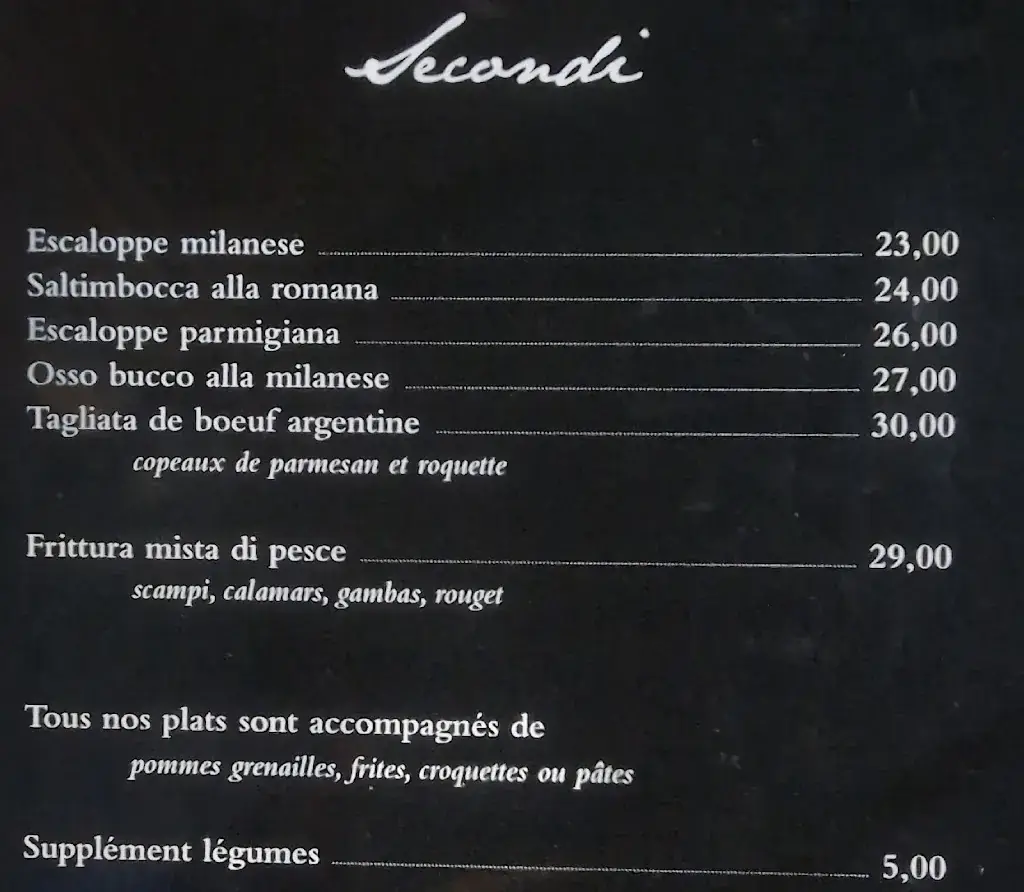 Secondi
Escaloppe milanese 23,00
Saltimbocca alla romana 24,00
Escaloppe parmigiana 26,00
Osso bucco alla milanese 27,00
Tagliata de boeuf argentine 30,00
copeaux de parmesan et roquette
Frittura mista di pesce 29,00
scampi, calamars, gambas, rouget
Tous nos plats sont accompagnés de
pommes grenailles, frites, croquettes ou pâtes
Supplément légumes 5,00